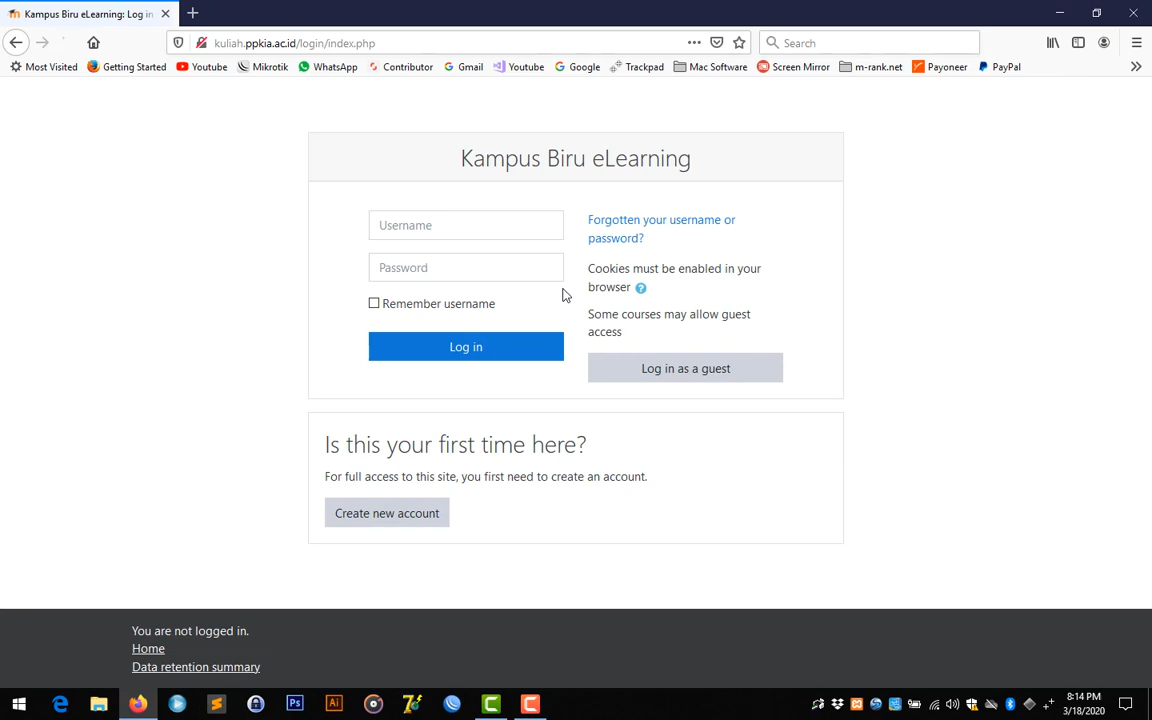 Kampus Biru eLearning: Log in
kuliah.ppkia.ac.id/login/index.php
Search
Most Visited
Getting Started
Youtube
Mikrotik
WhatsApp
Contributor
Gmail
Youtube
Google
Trackpad
Mac Software
Screen Mirror
m-rank.net
Payoneer
PayPal
Kampus Biru eLearning
Username
Password
Remember username
Log in
Forgotten your username or
password?
Cookies must be enabled in your
browser
Some courses may allow guest
access
Log in as a guest
Is this your first time here?
For full access to this site, you first need to create an account.
Create new account
You are not logged in.
Home
Data retention summary
Ps
Ai
8:14 PM
3/18/2020